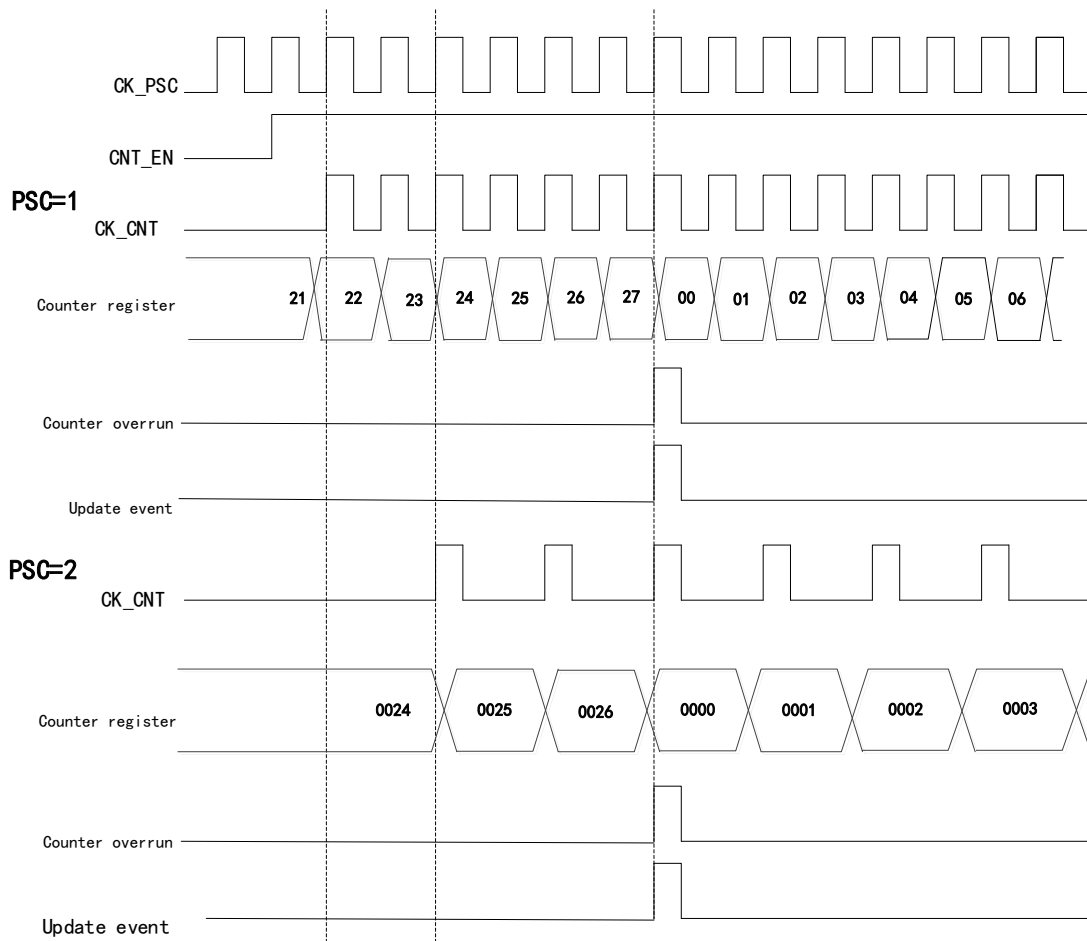 CK_PSC
CNT_EN
PSC=1
CK_CNT
Counter register 21 22 23 24 25 26 27 00 01 02 03 04 05 06
Counter overrun
Update event
PSC=2
CK_CNT
Counter register 0024 0025 0026 0000 0001 0002 0003
Counter overrun
Update event